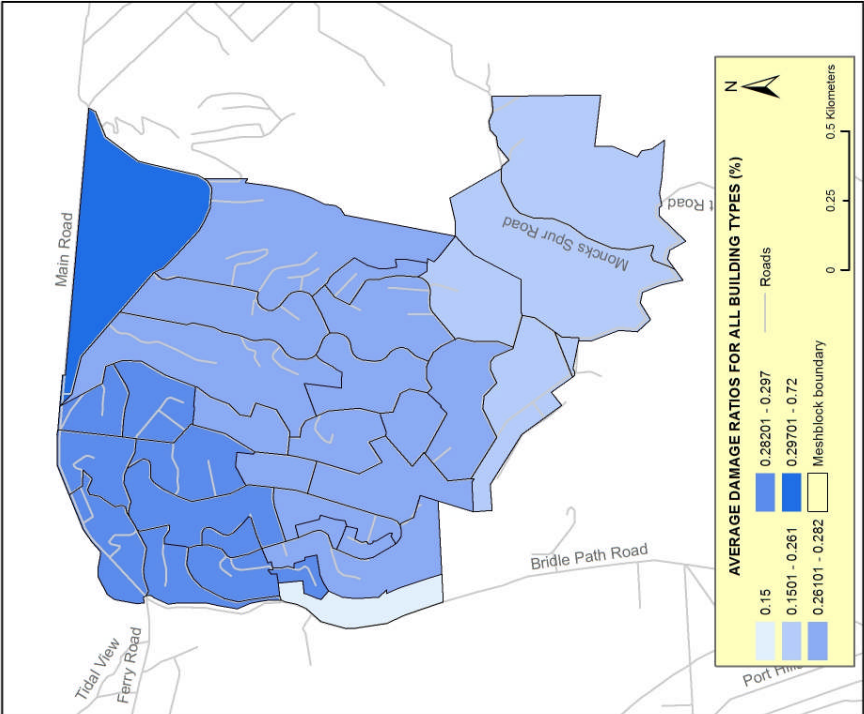 Main Road
Moncks Spur Road
t Road
Bridle Path Road
Tidal View
Ferry Road
Port Hills
AVERAGE DAMAGE RATIOS FOR ALL BUILDING TYPES (%)
0.15
0.1501 - 0.261
0.26101 - 0.282
0.28201 - 0.297
0.29701 - 0.72
Meshblock boundary
Roads
N
0 0.25 0.5 Kilometers